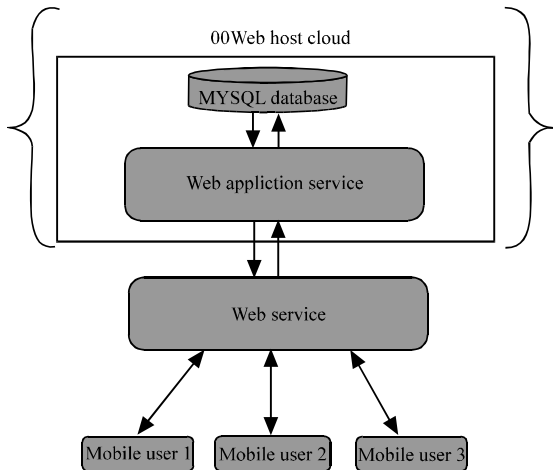 00Web host cloud
MYSQL database
Web appliction service
Web service
Mobile user 1
Mobile user 2
Mobile user 3